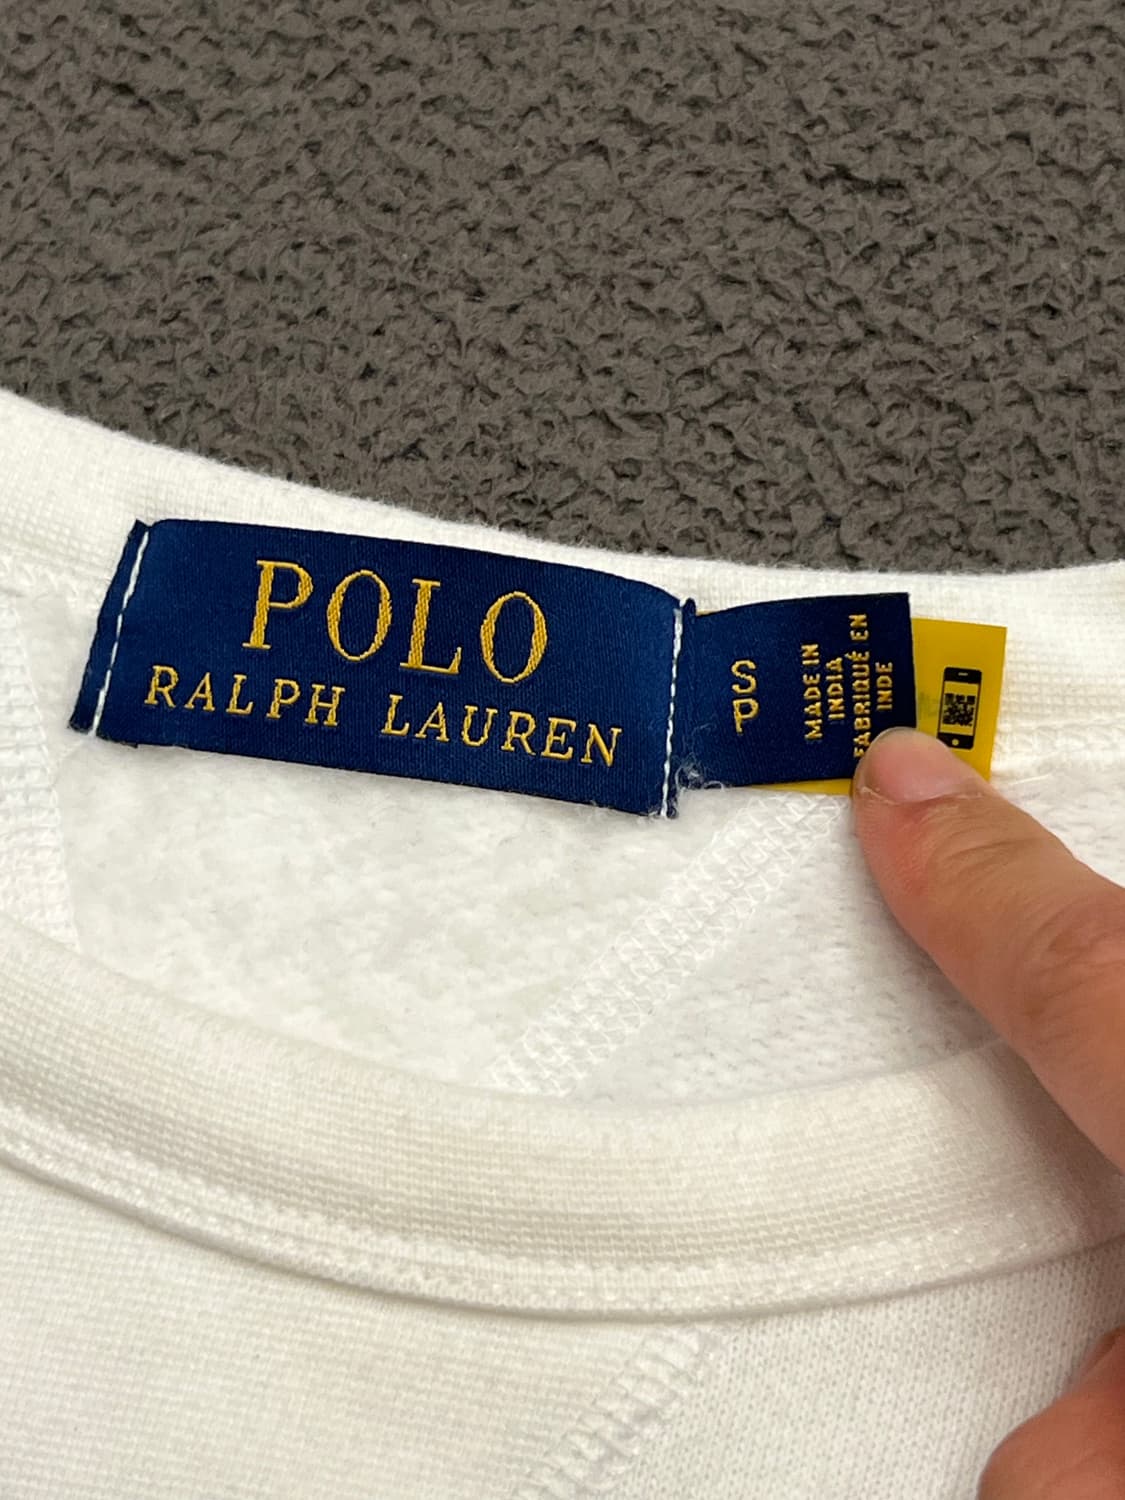 POLO
RALPH LAUREN
S
P
MADE IN
INDIA
FABRIQUÉ EN
INDE